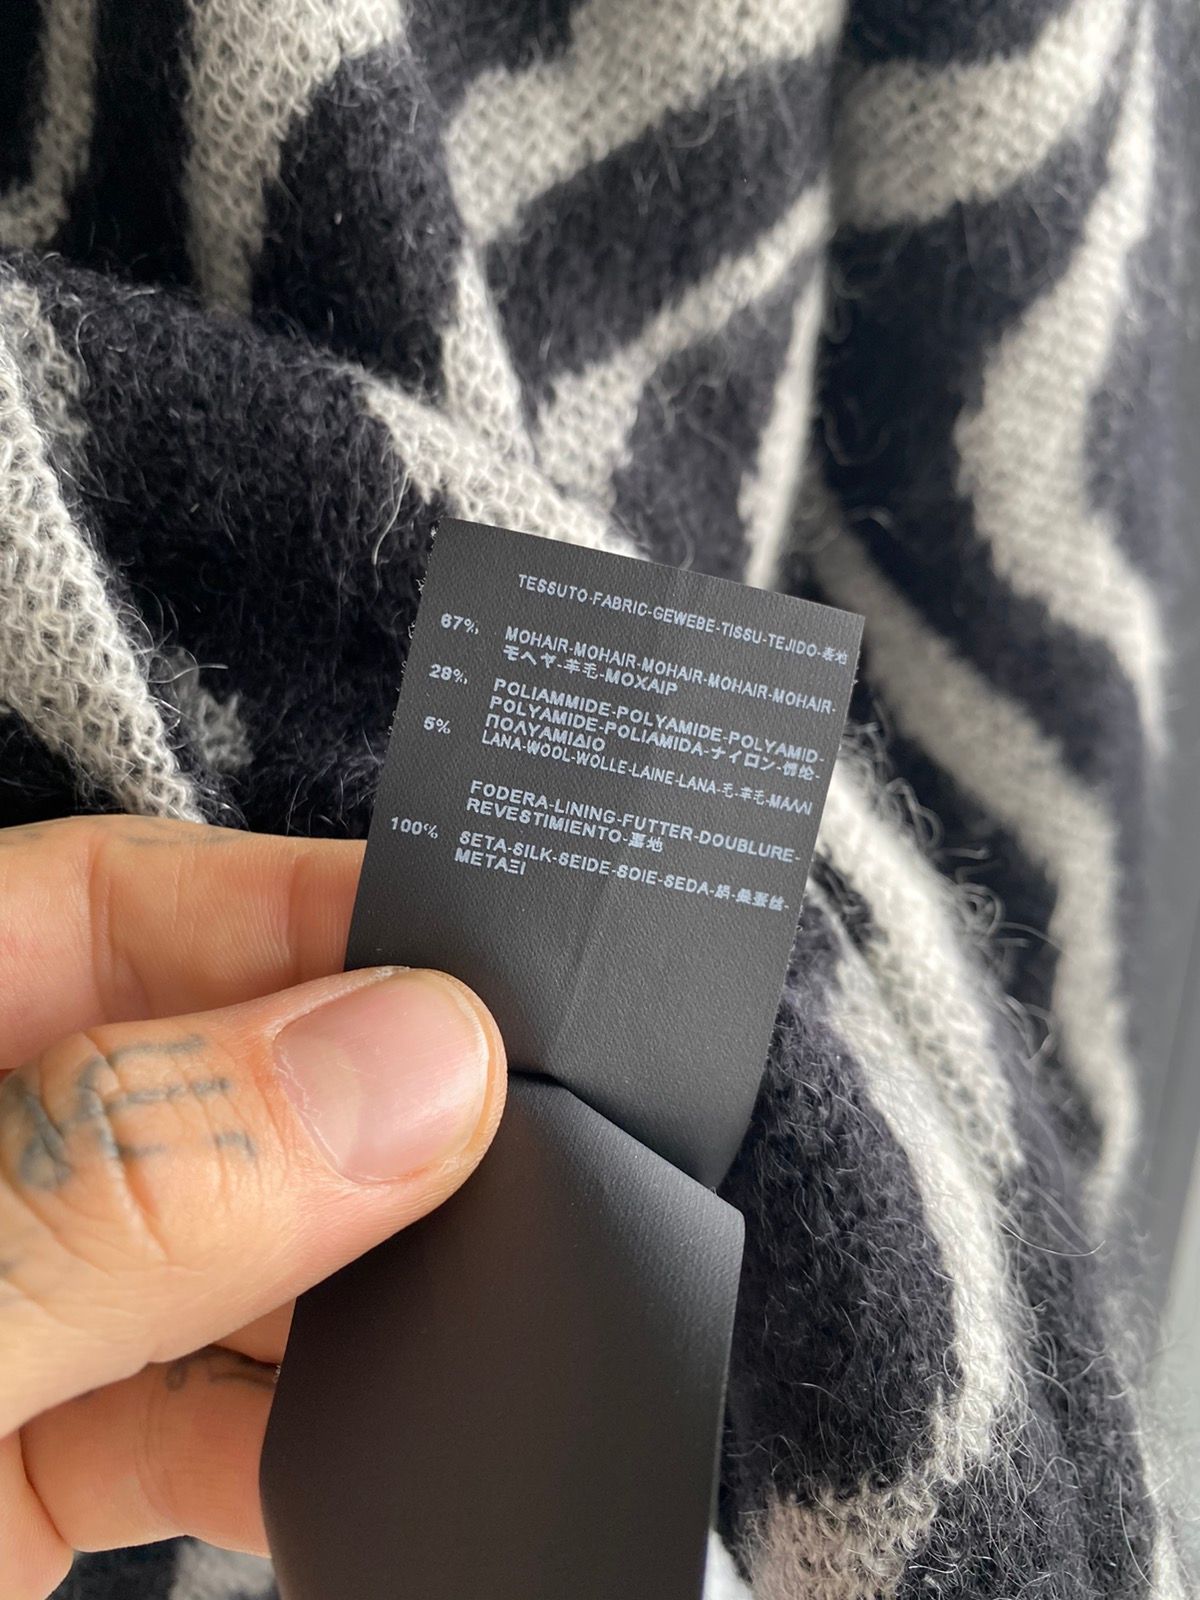 TESSUTO-FABRIC-GEWEBE-TISSU-TEJIDO-表地
67% MOHAIR-MOHAIR-MOHAIR-MOHAIR-MOHAIR-
モヘヤ-羊毛-ΜΟΧΑΙΡ
28% POLIAMMIDE-POLYAMIDE-POLYAMID-
POLYAMIDE-POLIAMIDA-ナイロン-
ΠΟΛΥΑΜΙΔΙΟ
5% LANA-WOOL-WOLLE-LAINE-LANA-毛-羊毛-ΜΑΛΛΙ
FODERA-LINING-FUTTER-DOUBLURE-
REVESTIMIENTO-裏地
100% SETA-SILK-SEIDE-SOIE-SEDA-絹-
ΜΕΤΑΞΙ